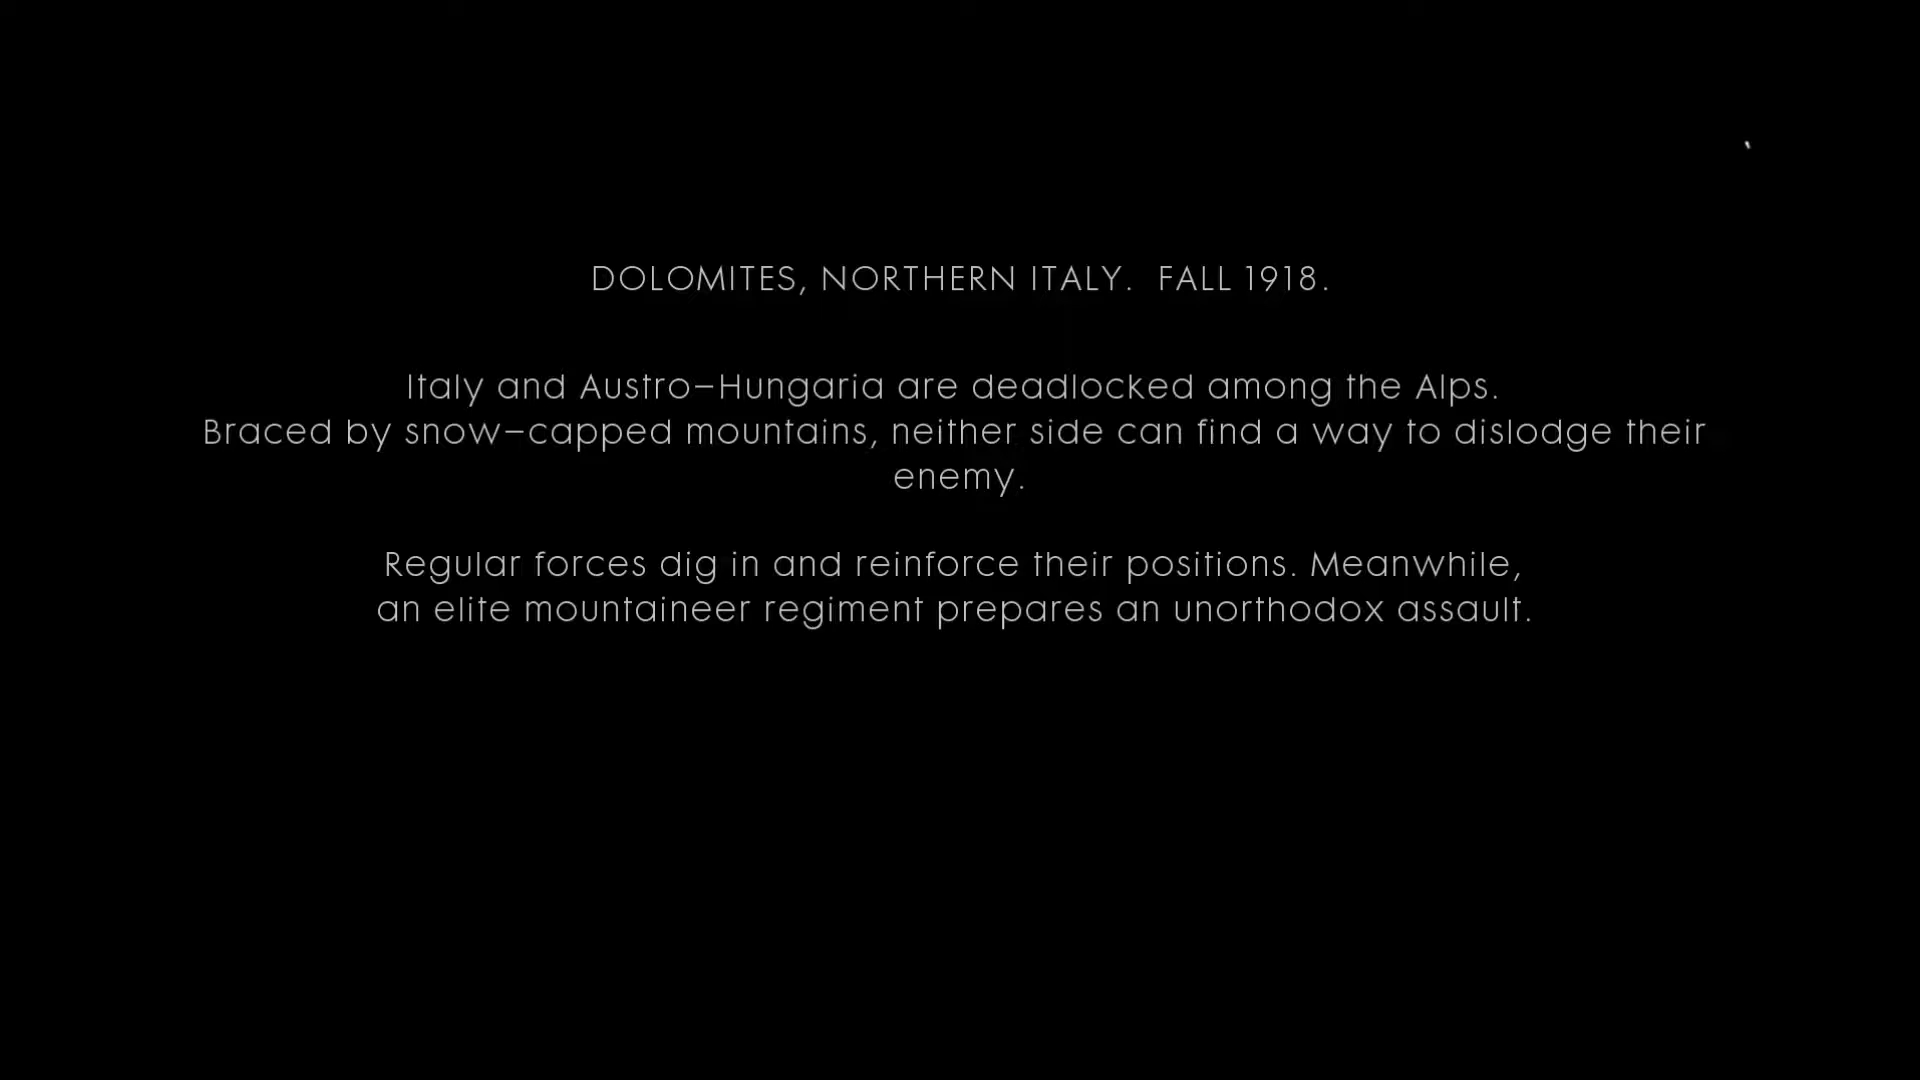 DOLOMITES, NORTHERN ITALY.  FALL 1918.
Italy and Austro-Hungaria are deadlocked among the Alps.
Braced by snow-capped mountains, neither side can find a way to dislodge their
enemy.
Regular forces dig in and reinforce their positions. Meanwhile,
an elite mountaineer regiment prepares an unorthodox assault.